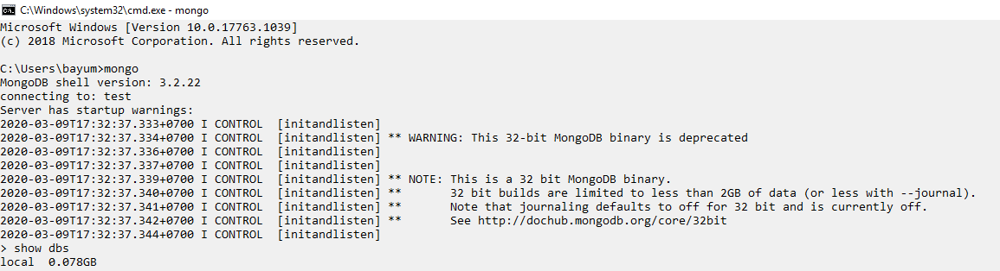 C:\Windows\system32\cmd.exe - mongo
Microsoft Windows [Version 10.0.17763.1039]
(c) 2018 Microsoft Corporation. All rights reserved.
C:\Users\bayum>mongo
MongoDB shell version: 3.2.22
connecting to: test
Server has startup warnings:
2020-03-09T17:32:37.333+0700 I CONTROL  [initandlisten]
2020-03-09T17:32:37.334+0700 I CONTROL  [initandlisten] ** WARNING: This 32-bit MongoDB binary is deprecated
2020-03-09T17:32:37.336+0700 I CONTROL  [initandlisten]
2020-03-09T17:32:37.337+0700 I CONTROL  [initandlisten]
2020-03-09T17:32:37.339+0700 I CONTROL  [initandlisten] ** NOTE: This is a 32 bit MongoDB binary.
2020-03-09T17:32:37.340+0700 I CONTROL  [initandlisten] **       32 bit builds are limited to less than 2GB of data (or less with --journal).
2020-03-09T17:32:37.341+0700 I CONTROL  [initandlisten] **       Note that journaling defaults to off for 32 bit and is currently off.
2020-03-09T17:32:37.342+0700 I CONTROL  [initandlisten] **       See http://dochub.mongodb.org/core/32bit
2020-03-09T17:32:37.344+0700 I CONTROL  [initandlisten]
> show dbs
local  0.078GB